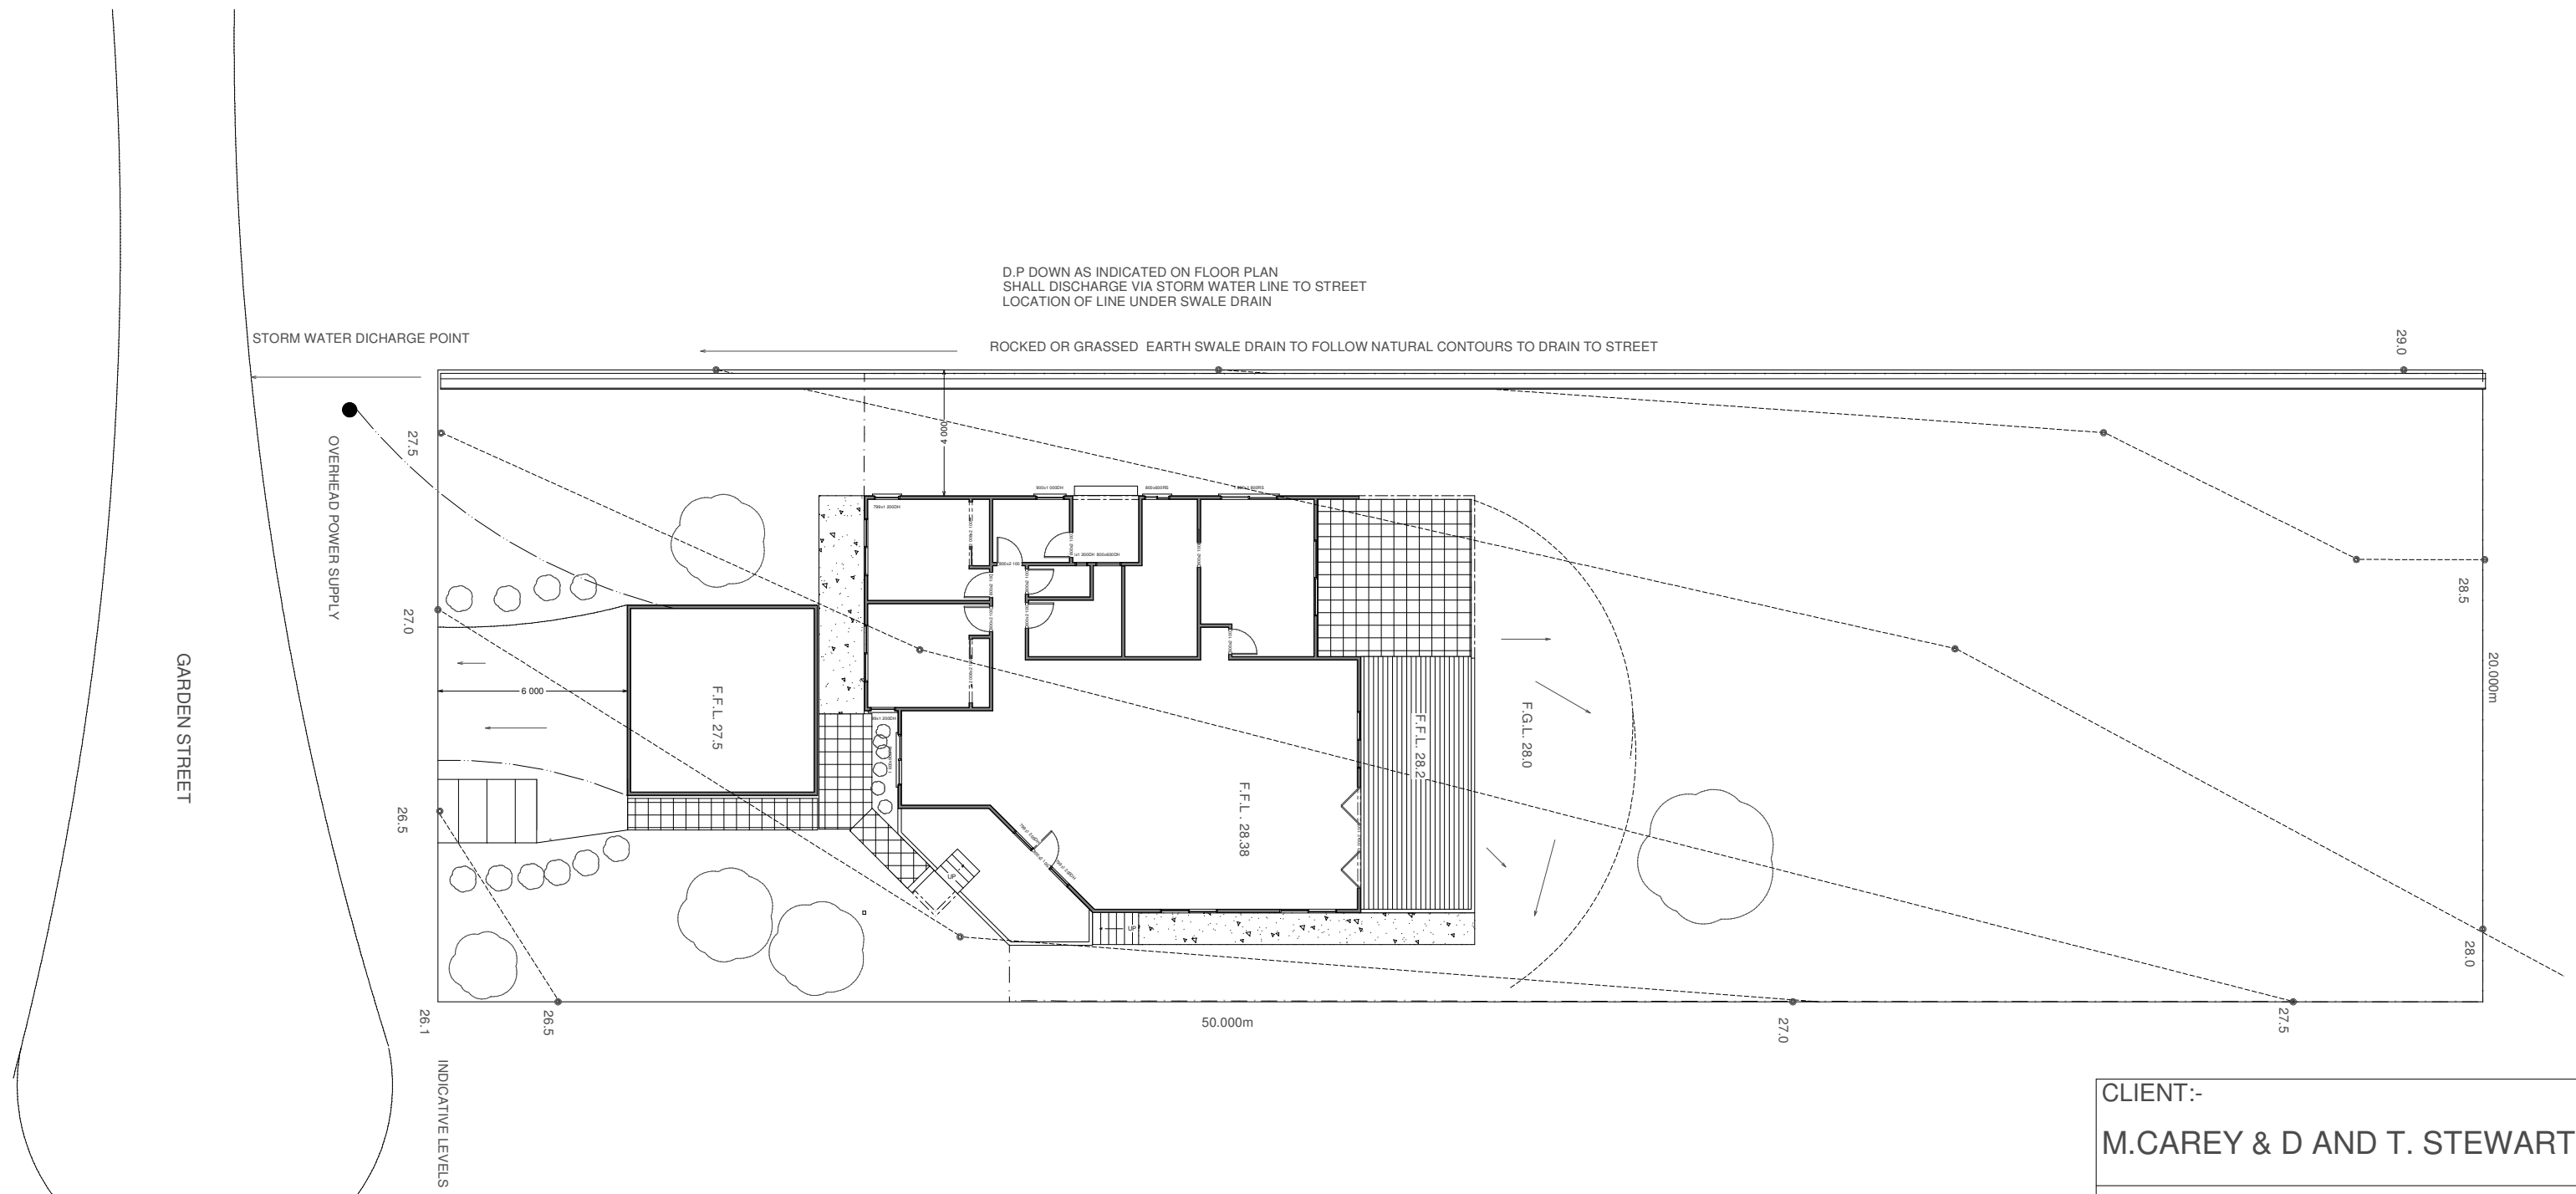 D.P DOWN AS INDICATED ON FLOOR PLAN
SHALL DISCHARGE VIA STORM WATER LINE TO STREET
LOCATION OF LINE UNDER SWALE DRAIN
STORM WATER DICHARGE POINT
ROCKED OR GRASSED EARTH SWALE DRAIN TO FOLLOW NATURAL CONTOURS TO DRAIN TO STREET
29.0
OVERHEAD POWER SUPPLY
27.5
4 000
28.5
27.0
GARDEN STREET
6 000
F.F.L. 27.5
F.F.L. 28.2
F.G.L. 28.0
20.000m
26.5
F.F.L . 28.38
UP
UP
28.0
26.1
26.5
50.000m
27.0
27.5
INDICATIVE LEVELS
CLIENT:-
M.CAREY & D AND T. STEWART